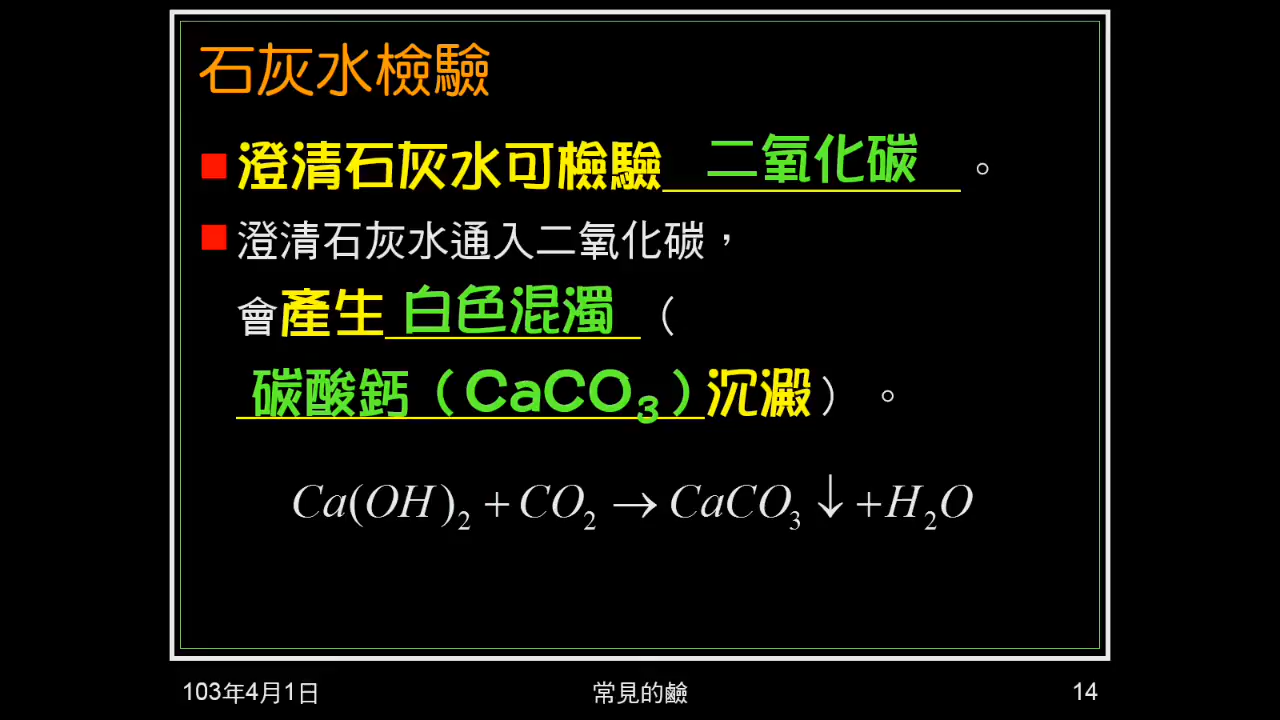 石灰水檢驗
澄清石灰水可檢驗二氧化碳。
澄清石灰水通入二氧化碳，
會產生白色混濁（
碳酸鈣（CaCO₃）沉澱）。
Ca(OH)₂ + CO₂ → CaCO₃ ↓ + H₂O
103年4月1日 常見的鹼 14